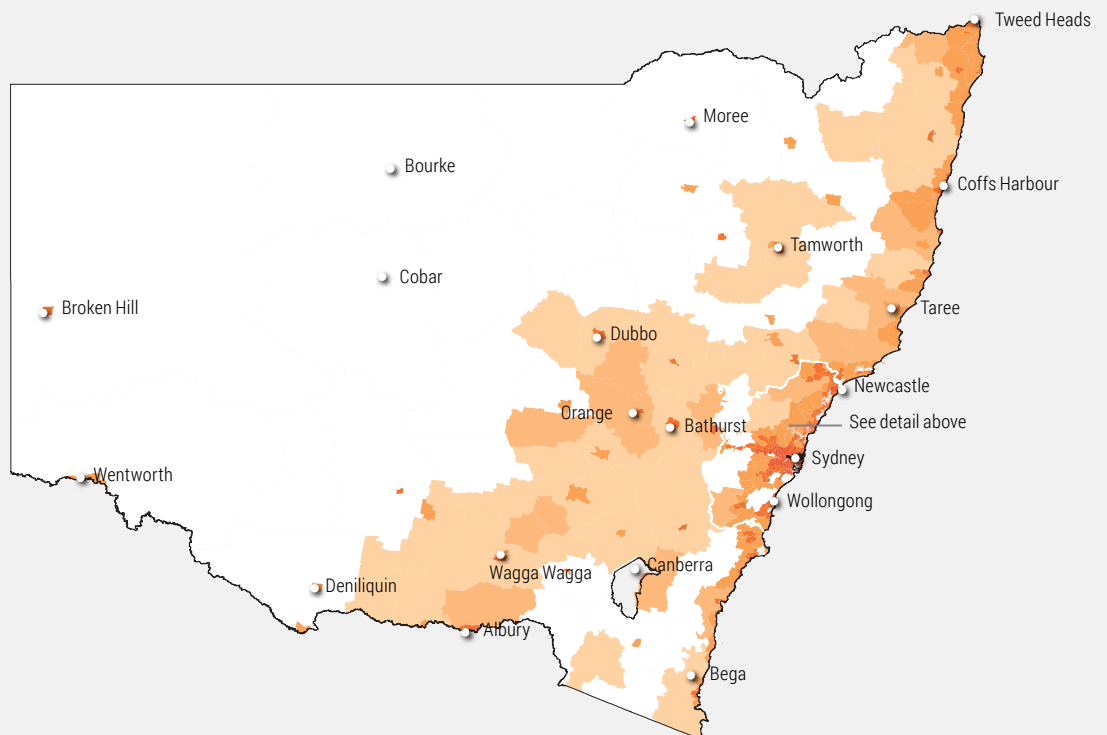 Tweed Heads
Moree
Bourke
Coffs Harbour
Tamworth
Cobar
Broken Hill
Taree
Dubbo
Newcastle
Orange
Bathurst
See detail above
Sydney
Wentworth
Wollongong
Canberra
Wagga Wagga
Deniliquin
Albury
Bega